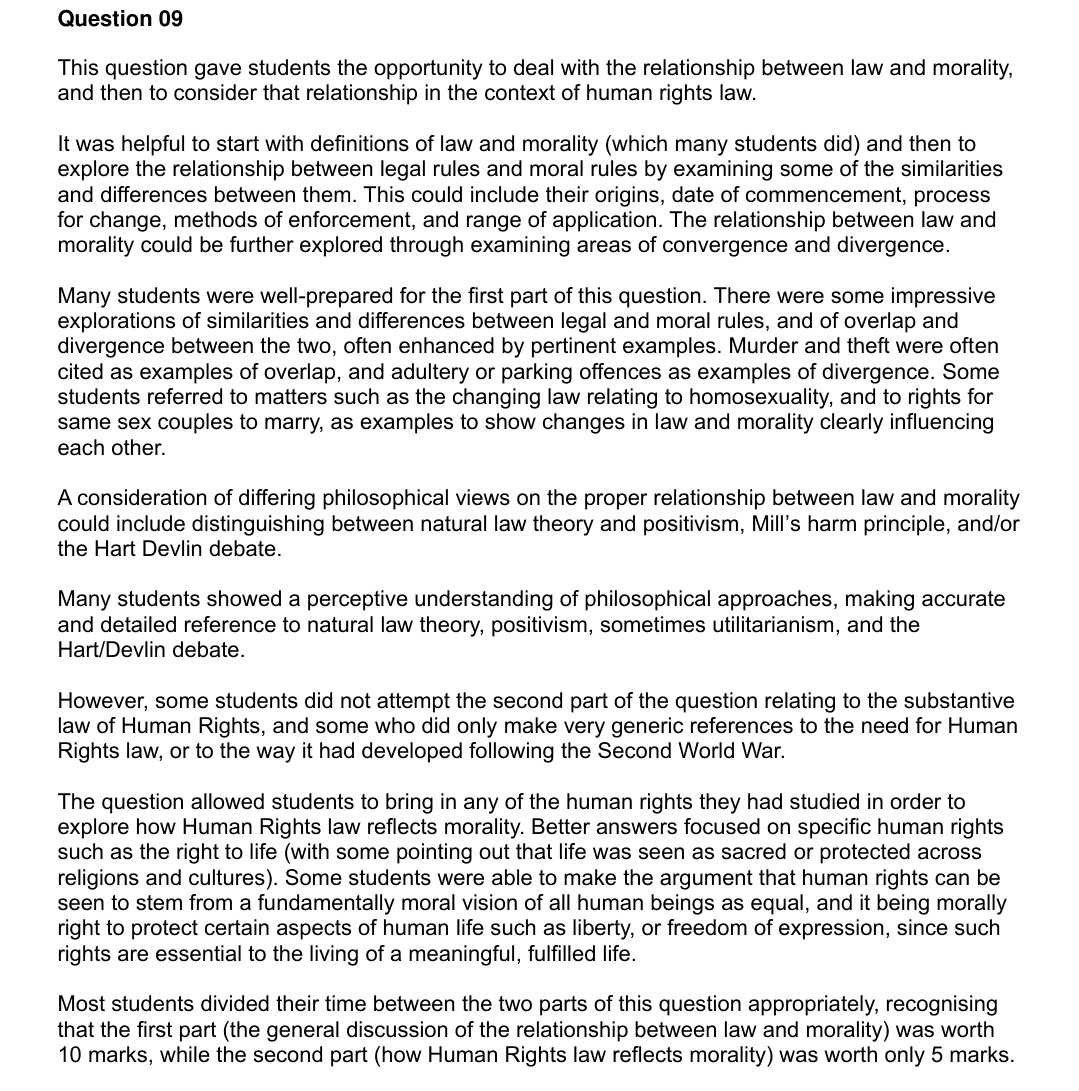 Question 09
This question gave students the opportunity to deal with the relationship between law and morality,
and then to consider that relationship in the context of human rights law.
It was helpful to start with definitions of law and morality (which many students did) and then to
explore the relationship between legal rules and moral rules by examining some of the similarities
and differences between them. This could include their origins, date of commencement, process
for change, methods of enforcement, and range of application. The relationship between law and
morality could be further explored through examining areas of convergence and divergence.
Many students were well-prepared for the first part of this question. There were some impressive
explorations of similarities and differences between legal and moral rules, and of overlap and
divergence between the two, often enhanced by pertinent examples. Murder and theft were often
cited as examples of overlap, and adultery or parking offences as examples of divergence. Some
students referred to matters such as the changing law relating to homosexuality, and to rights for
same sex couples to marry, as examples to show changes in law and morality clearly influencing
each other.
A consideration of differing philosophical views on the proper relationship between law and morality
could include distinguishing between natural law theory and positivism, Mill’s harm principle, and/or
the Hart Devlin debate.
Many students showed a perceptive understanding of philosophical approaches, making accurate
and detailed reference to natural law theory, positivism, sometimes utilitarianism, and the
Hart/Devlin debate.
However, some students did not attempt the second part of the question relating to the substantive
law of Human Rights, and some who did only make very generic references to the need for Human
Rights law, or to the way it had developed following the Second World War.
The question allowed students to bring in any of the human rights they had studied in order to
explore how Human Rights law reflects morality. Better answers focused on specific human rights
such as the right to life (with some pointing out that life was seen as sacred or protected across
religions and cultures). Some students were able to make the argument that human rights can be
seen to stem from a fundamentally moral vision of all human beings as equal, and it being morally
right to protect certain aspects of human life such as liberty, or freedom of expression, since such
rights are essential to the living of a meaningful, fulfilled life.
Most students divided their time between the two parts of this question appropriately, recognising
that the first part (the general discussion of the relationship between law and morality) was worth
10 marks, while the second part (how Human Rights law reflects morality) was worth only 5 marks.